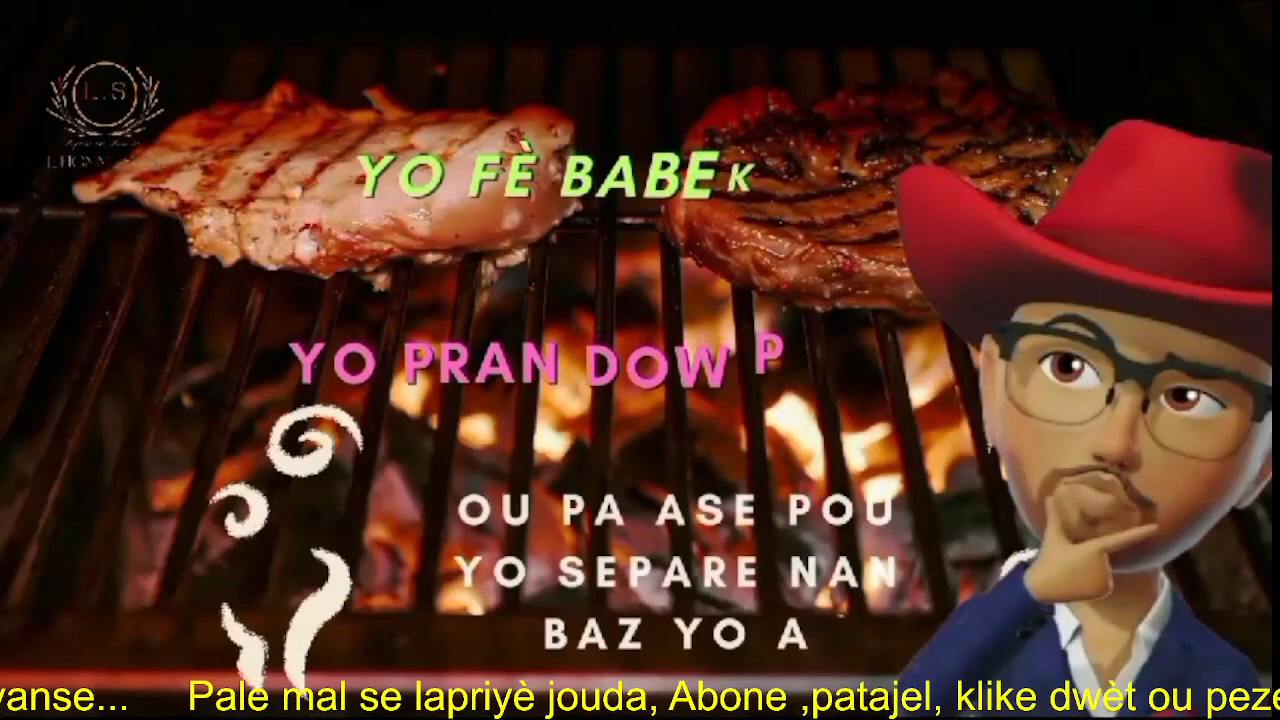 L.S
YO FÈ BABEK
YO PRAN DOW P
OU PA ASE POU
YO SEPARE NAN
BAZ YO A
vanse... Pale mal se lapriyè jouda, Abone ,patajel, klike dwèt ou peze